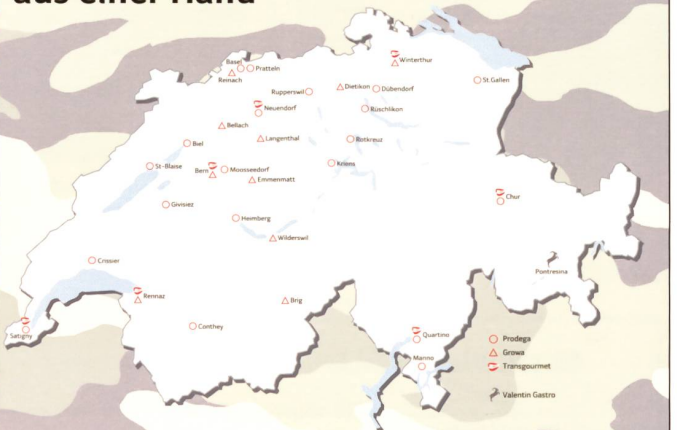 aus einer Hand
Winterthur
Basel
Pratteln
Reinach
St.Gallen
Rupperswil
Dietikon
Dübendorf
Neuendorf
Rüschlikon
Bellach
Langenthal
Rotkreuz
Biel
Kriens
St-Blaise
Bern
Moosseedorf
Emmenmatt
Chur
Givisiez
Heimberg
Wilderswil
Crissier
Pontresina
Rennaz
Brig
Satigny
Conthey
Quartino
Manno
Prodega
Growa
Transgourmet
Valentin Gastro